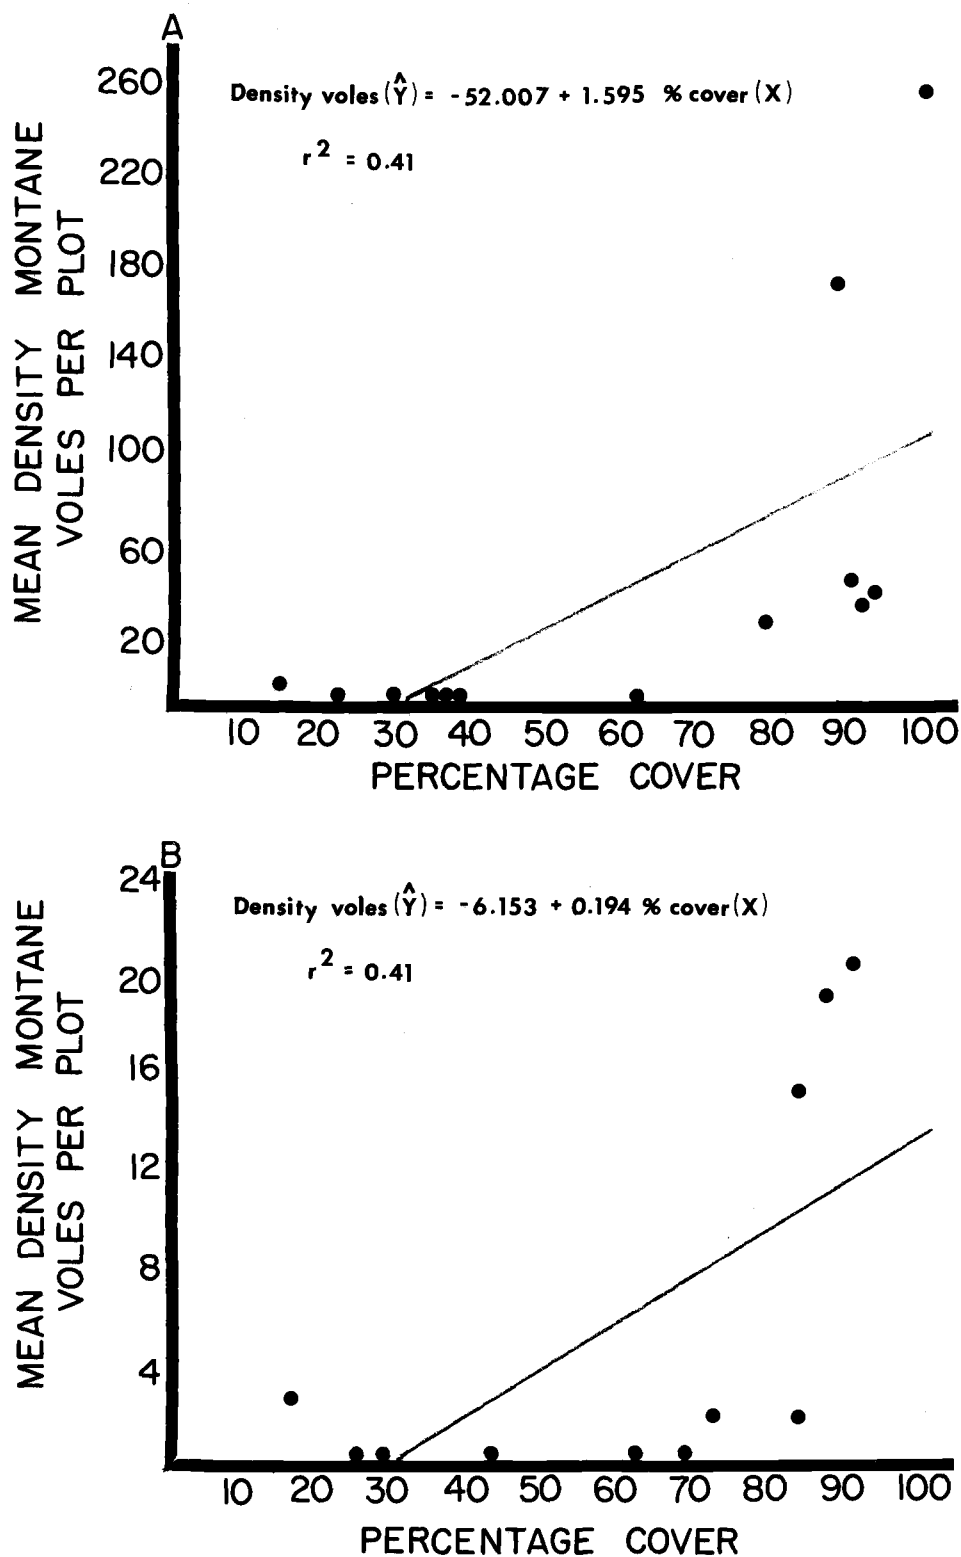 A
Density voles (Ŷ) = -52.007 + 1.595 % cover (X)
r² = 0.41
MEAN DENSITY MONTANE
VOLES PER PLOT
260
220
180
140
100
60
20
10 20 30 40 50 60 70 80 90 100
PERCENTAGE COVER
B
Density voles (Ŷ) = -6.153 + 0.194 % cover (X)
r² = 0.41
MEAN DENSITY MONTANE
VOLES PER PLOT
24
20
16
12
8
4
10 20 30 40 50 60 70 80 90 100
PERCENTAGE COVER